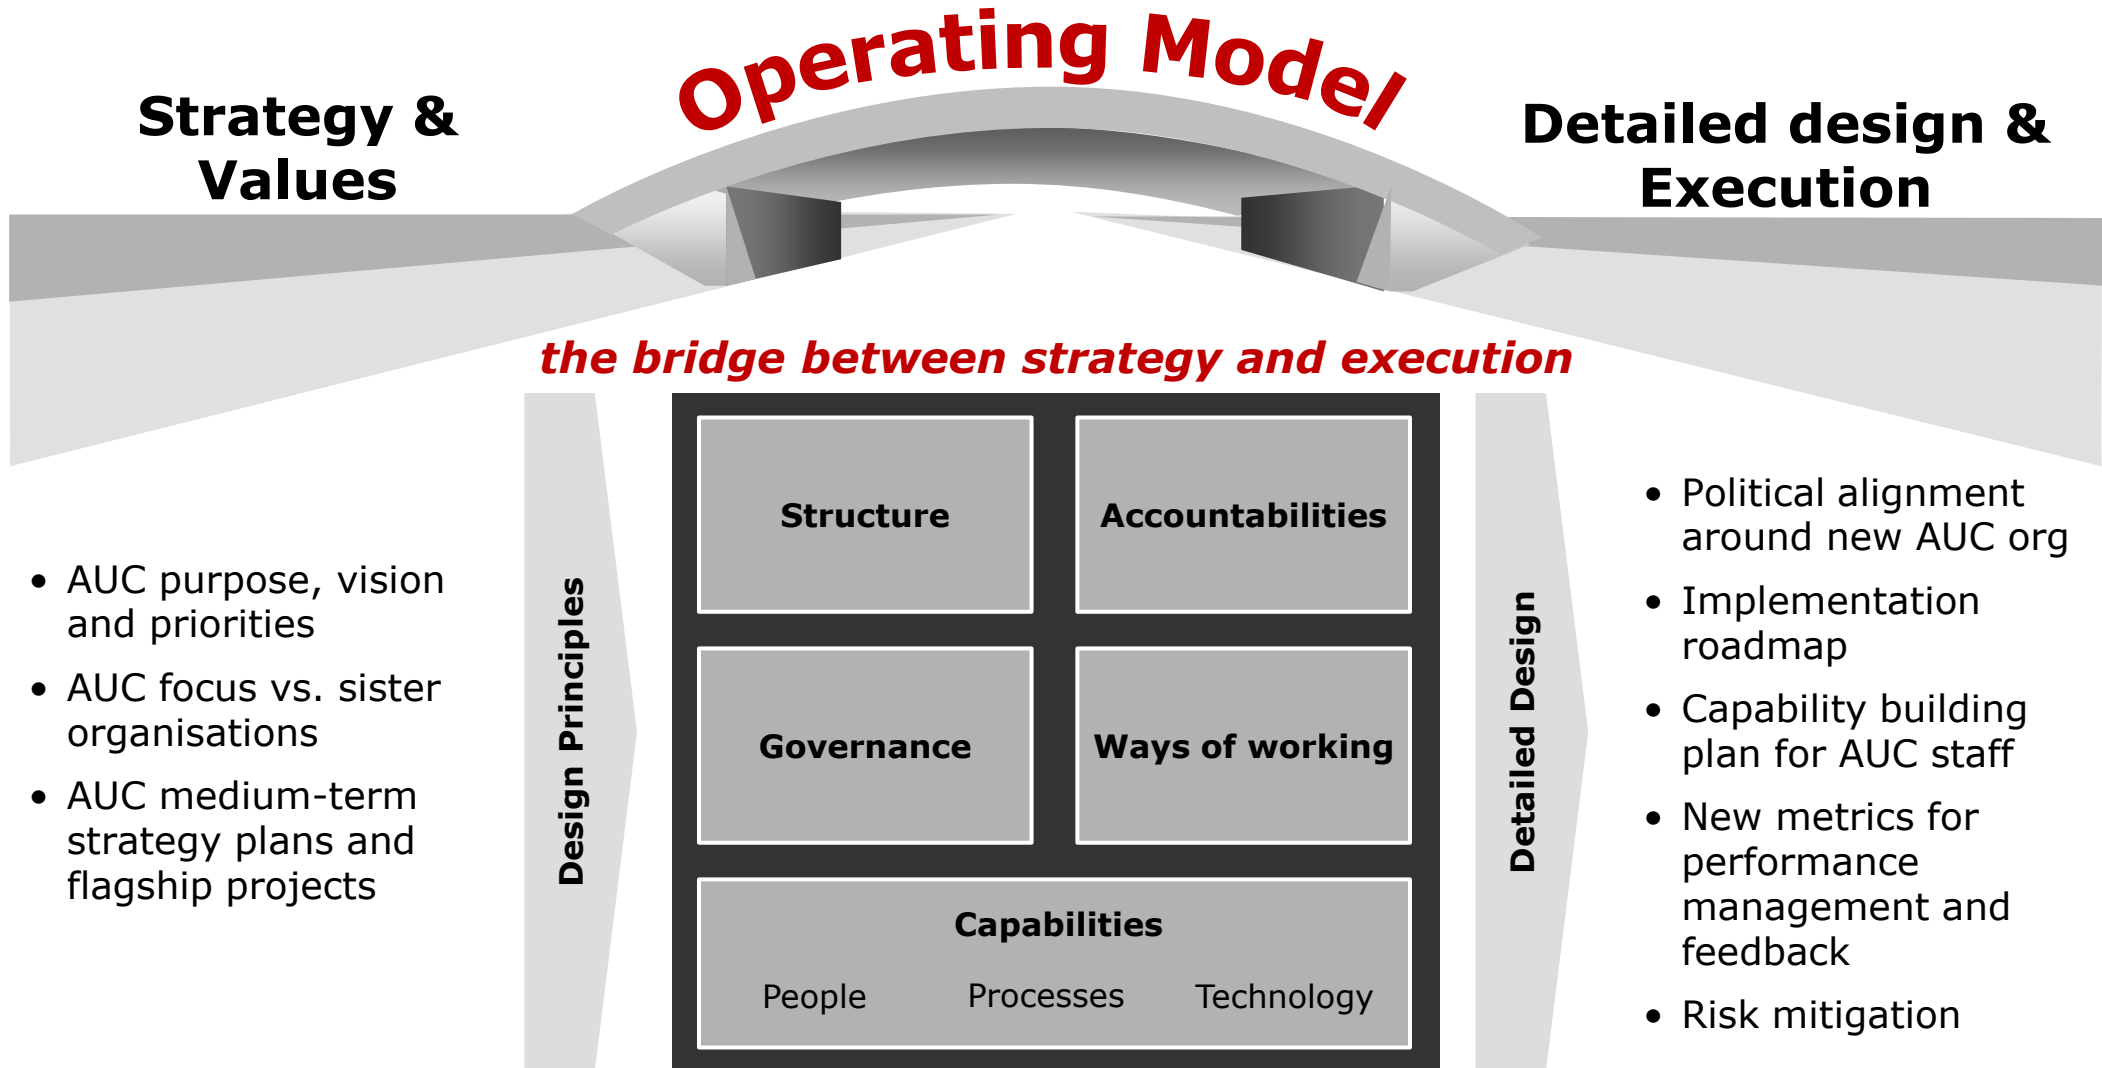 Operating Model
Strategy &
Values
Detailed design &
Execution
the bridge between strategy and execution
• AUC purpose, vision
and priorities
• AUC focus vs. sister
organisations
• AUC medium-term
strategy plans and
flagship projects
Design Principles
Structure
Accountabilities
Governance
Ways of working
Capabilities
People
Processes
Technology
Detailed Design
• Political alignment
around new AUC org
• Implementation
roadmap
• Capability building
plan for AUC staff
• New metrics for
performance
management and
feedback
• Risk mitigation